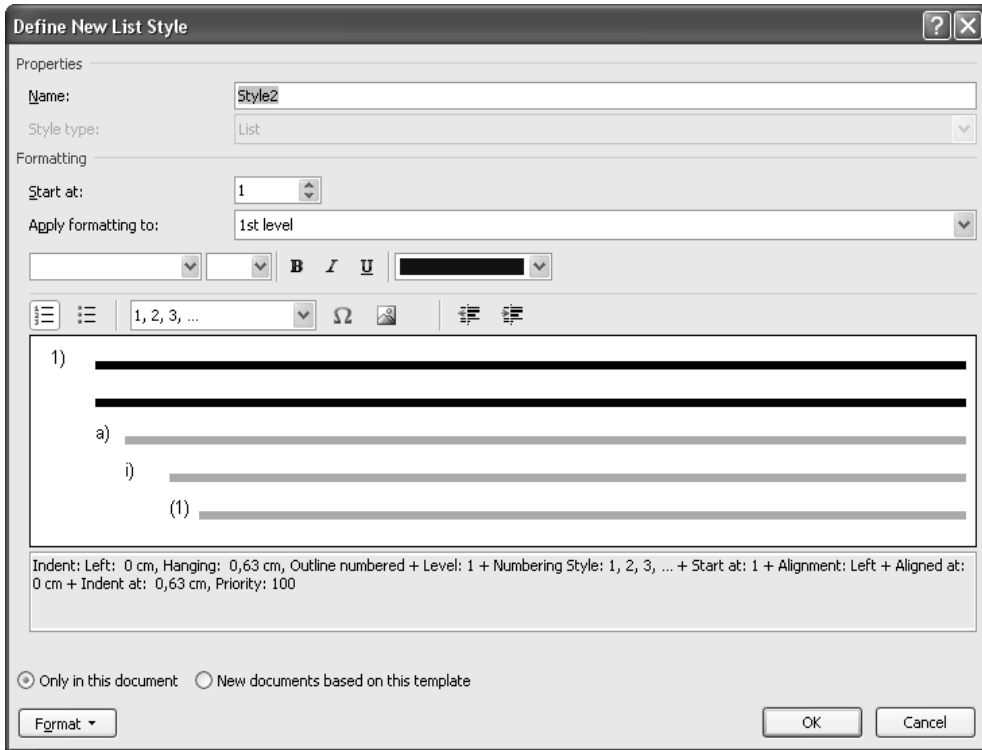 Define New List Style
Properties
Name: Style2
Style type: List
Formatting
Start at: 1
Apply formatting to: 1st level
B I U
1, 2, 3, ... Ω
1)
a)
i)
(1)
Indent: Left: 0 cm, Hanging: 0,63 cm, Outline numbered + Level: 1 + Numbering Style: 1, 2, 3, ... + Start at: 1 + Alignment: Left + Aligned at:
0 cm + Indent at: 0,63 cm, Priority: 100
Only in this document New documents based on this template
Format OK Cancel